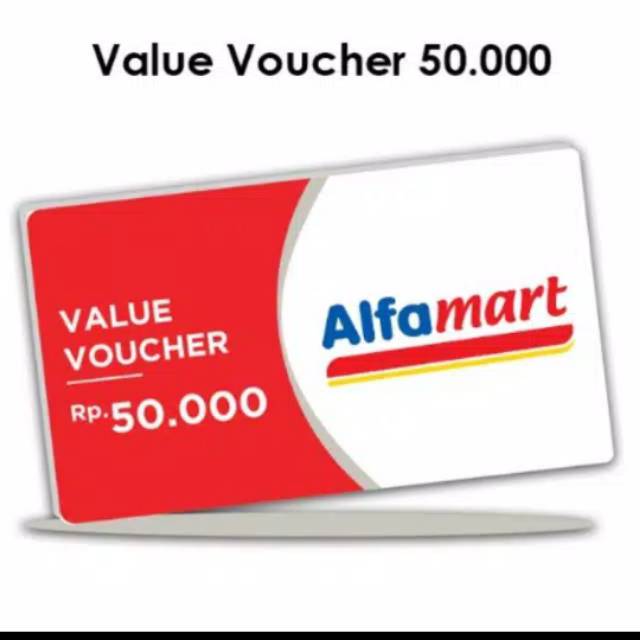 Value Voucher 50.000
VALUE
VOUCHER
Rp.50.000
Alfamart